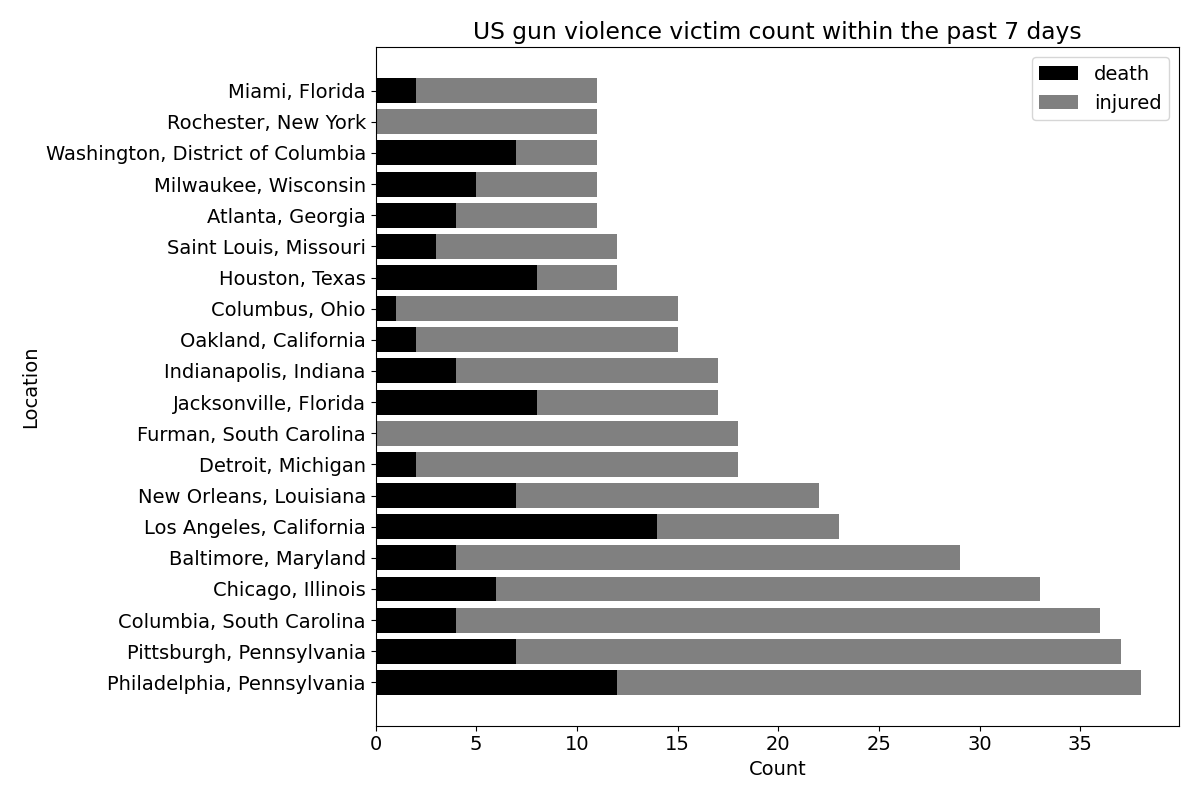 US gun violence victim count within the past 7 days
death
injured
Miami, Florida
Rochester, New York
Washington, District of Columbia
Milwaukee, Wisconsin
Atlanta, Georgia
Saint Louis, Missouri
Houston, Texas
Columbus, Ohio
Oakland, California
Indianapolis, Indiana
Jacksonville, Florida
Furman, South Carolina
Detroit, Michigan
New Orleans, Louisiana
Los Angeles, California
Baltimore, Maryland
Chicago, Illinois
Columbia, South Carolina
Pittsburgh, Pennsylvania
Philadelphia, Pennsylvania
Location
0 5 10 15 20 25 30 35
Count